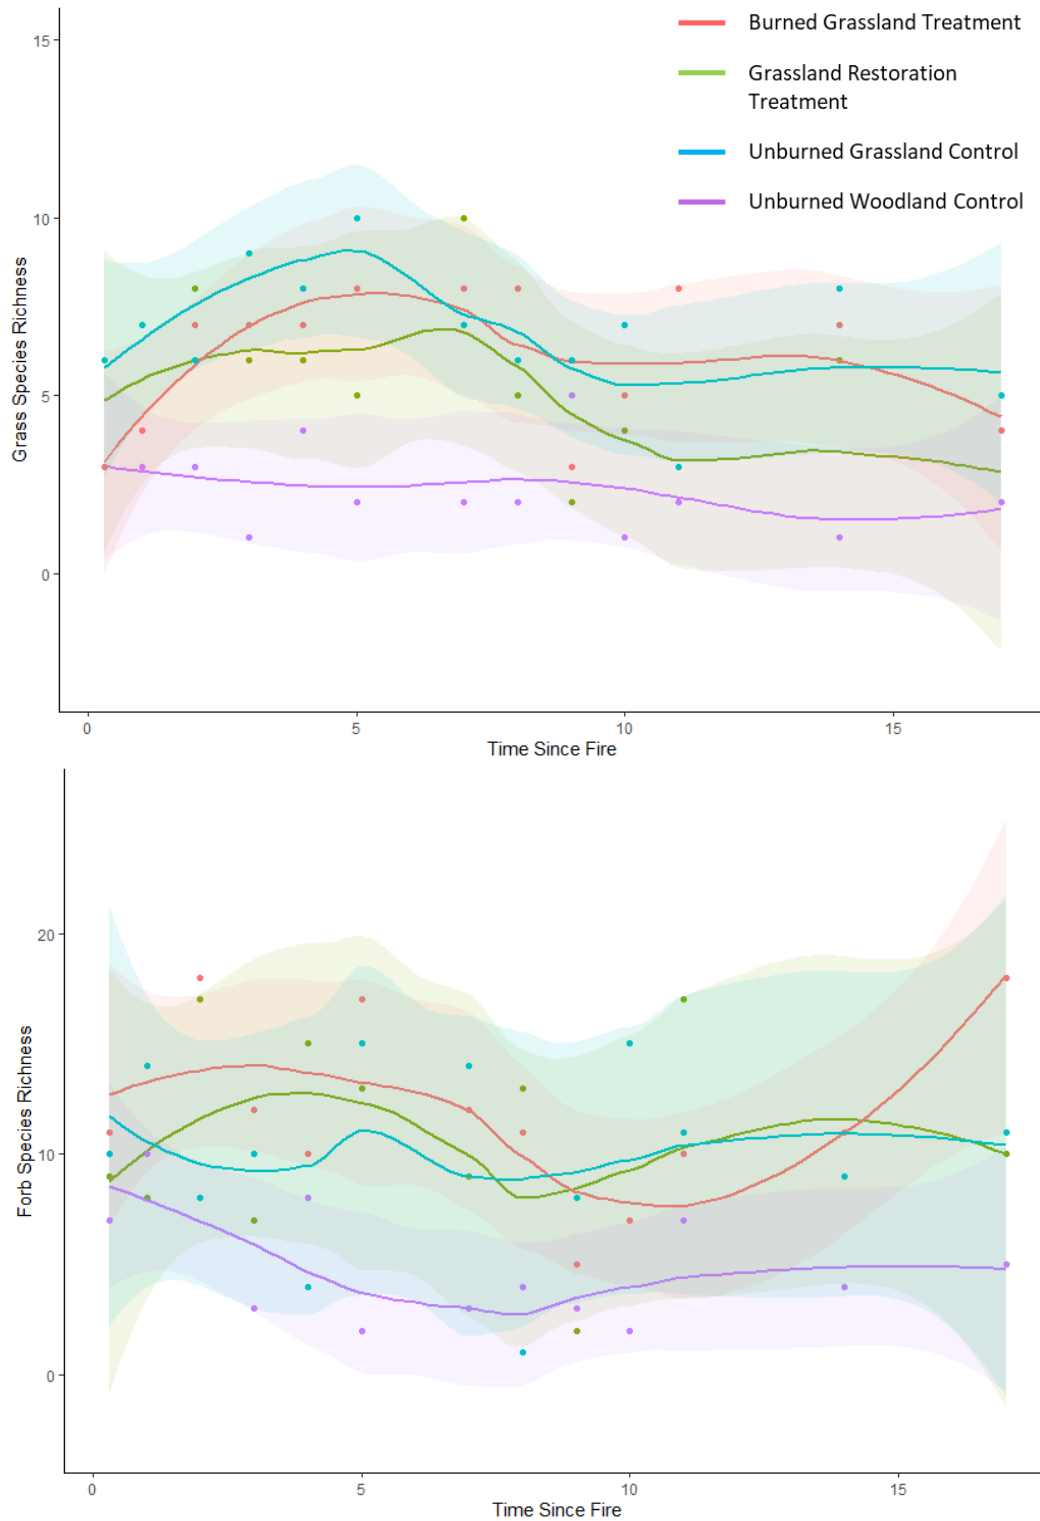 Burned Grassland Treatment
Grassland Restoration
Treatment
Unburned Grassland Control
Unburned Woodland Control
Grass Species Richness
15
10
5
0
0
5
10
15
Time Since Fire
Forb Species Richness
20
10
0
0
5
10
15
Time Since Fire